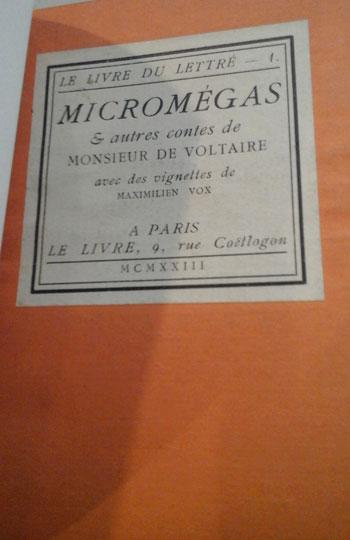 LE LIVRE DU LETTRÉ — 1.
MICROMÉGAS
& autres contes de
MONSIEUR DE VOLTAIRE
avec des vignettes de
MAXIMILIEN VOX
A PARIS
LE LIVRE, 9, rue Coëtlogon
MCMXXIII